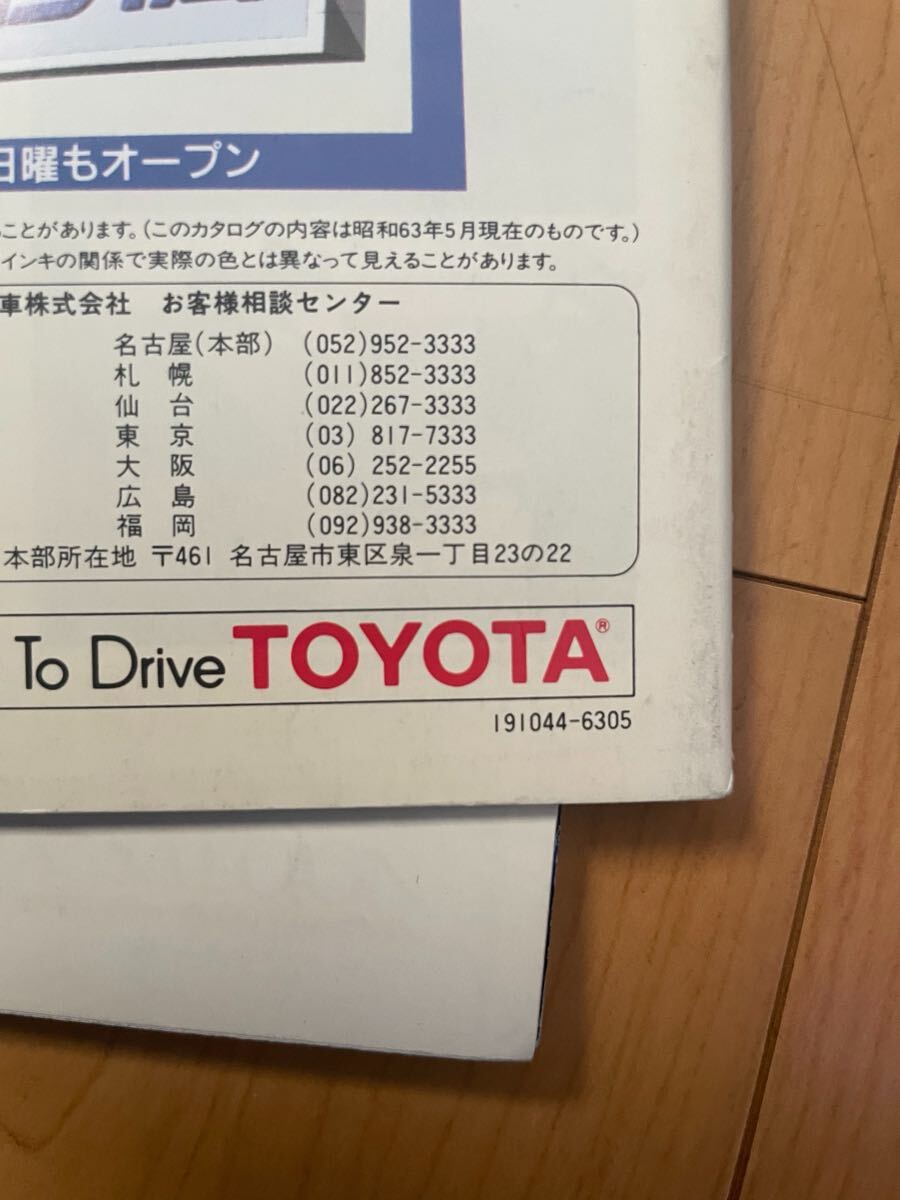 日曜もオープン
ことがあります。(このカタログの内容は昭和63年5月現在のものです。)
インキの関係で実際の色とは異なって見えることがあります。
車株式会社 お客様相談センター
名古屋(本部) (052)952-3333
札幌 (011)852-3333
仙台 (022)267-3333
東京 (03) 817-7333
大阪 (06) 252-2255
広島 (082)231-5333
福岡 (092)938-3333
本部所在地 〒461 名古屋市東区泉一丁目23の22
To Drive TOYOTA®
191044-6305